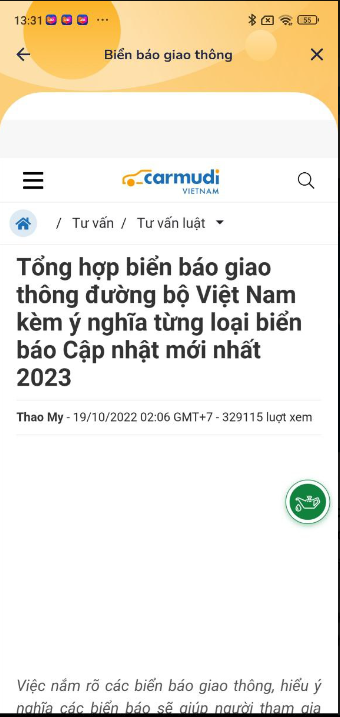 13:31 ... 55
Biển báo giao thông
carmudi
VIETNAM
/ Tư vấn / Tư vấn luật
Tổng hợp biển báo giao
thông đường bộ Việt Nam
kèm ý nghĩa từng loại biển
báo Cập nhật mới nhất
2023
Thao My - 19/10/2022 02:06 GMT+7 - 329115 luợt xem
Việc nắm rõ các biển báo giao thông, hiểu ý
nghĩa các biển báo sẽ giúp người tham gia